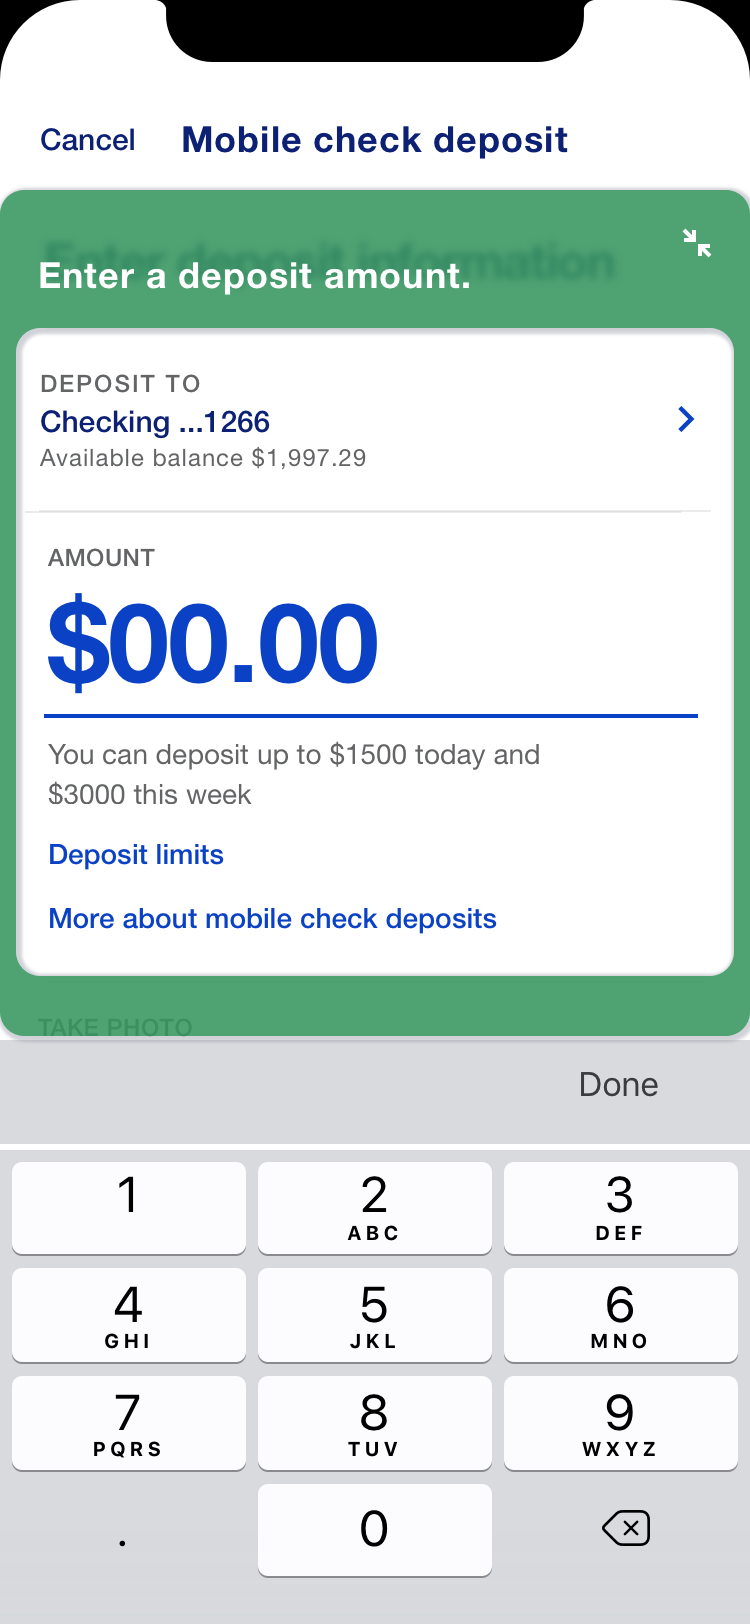 Cancel
Mobile check deposit
Enter deposit information
Enter a deposit amount.
DEPOSIT TO
Checking ...1266
Available balance $1,997.29
AMOUNT
$00.00
You can deposit up to $1500 today and
$3000 this week
Deposit limits
More about mobile check deposits
TAKE PHOTO
Done
1
2
3
ABC
DEF
4
5
6
GHI
JKL
MNO
7
8
9
PQRS
TUV
WXYZ
.
0